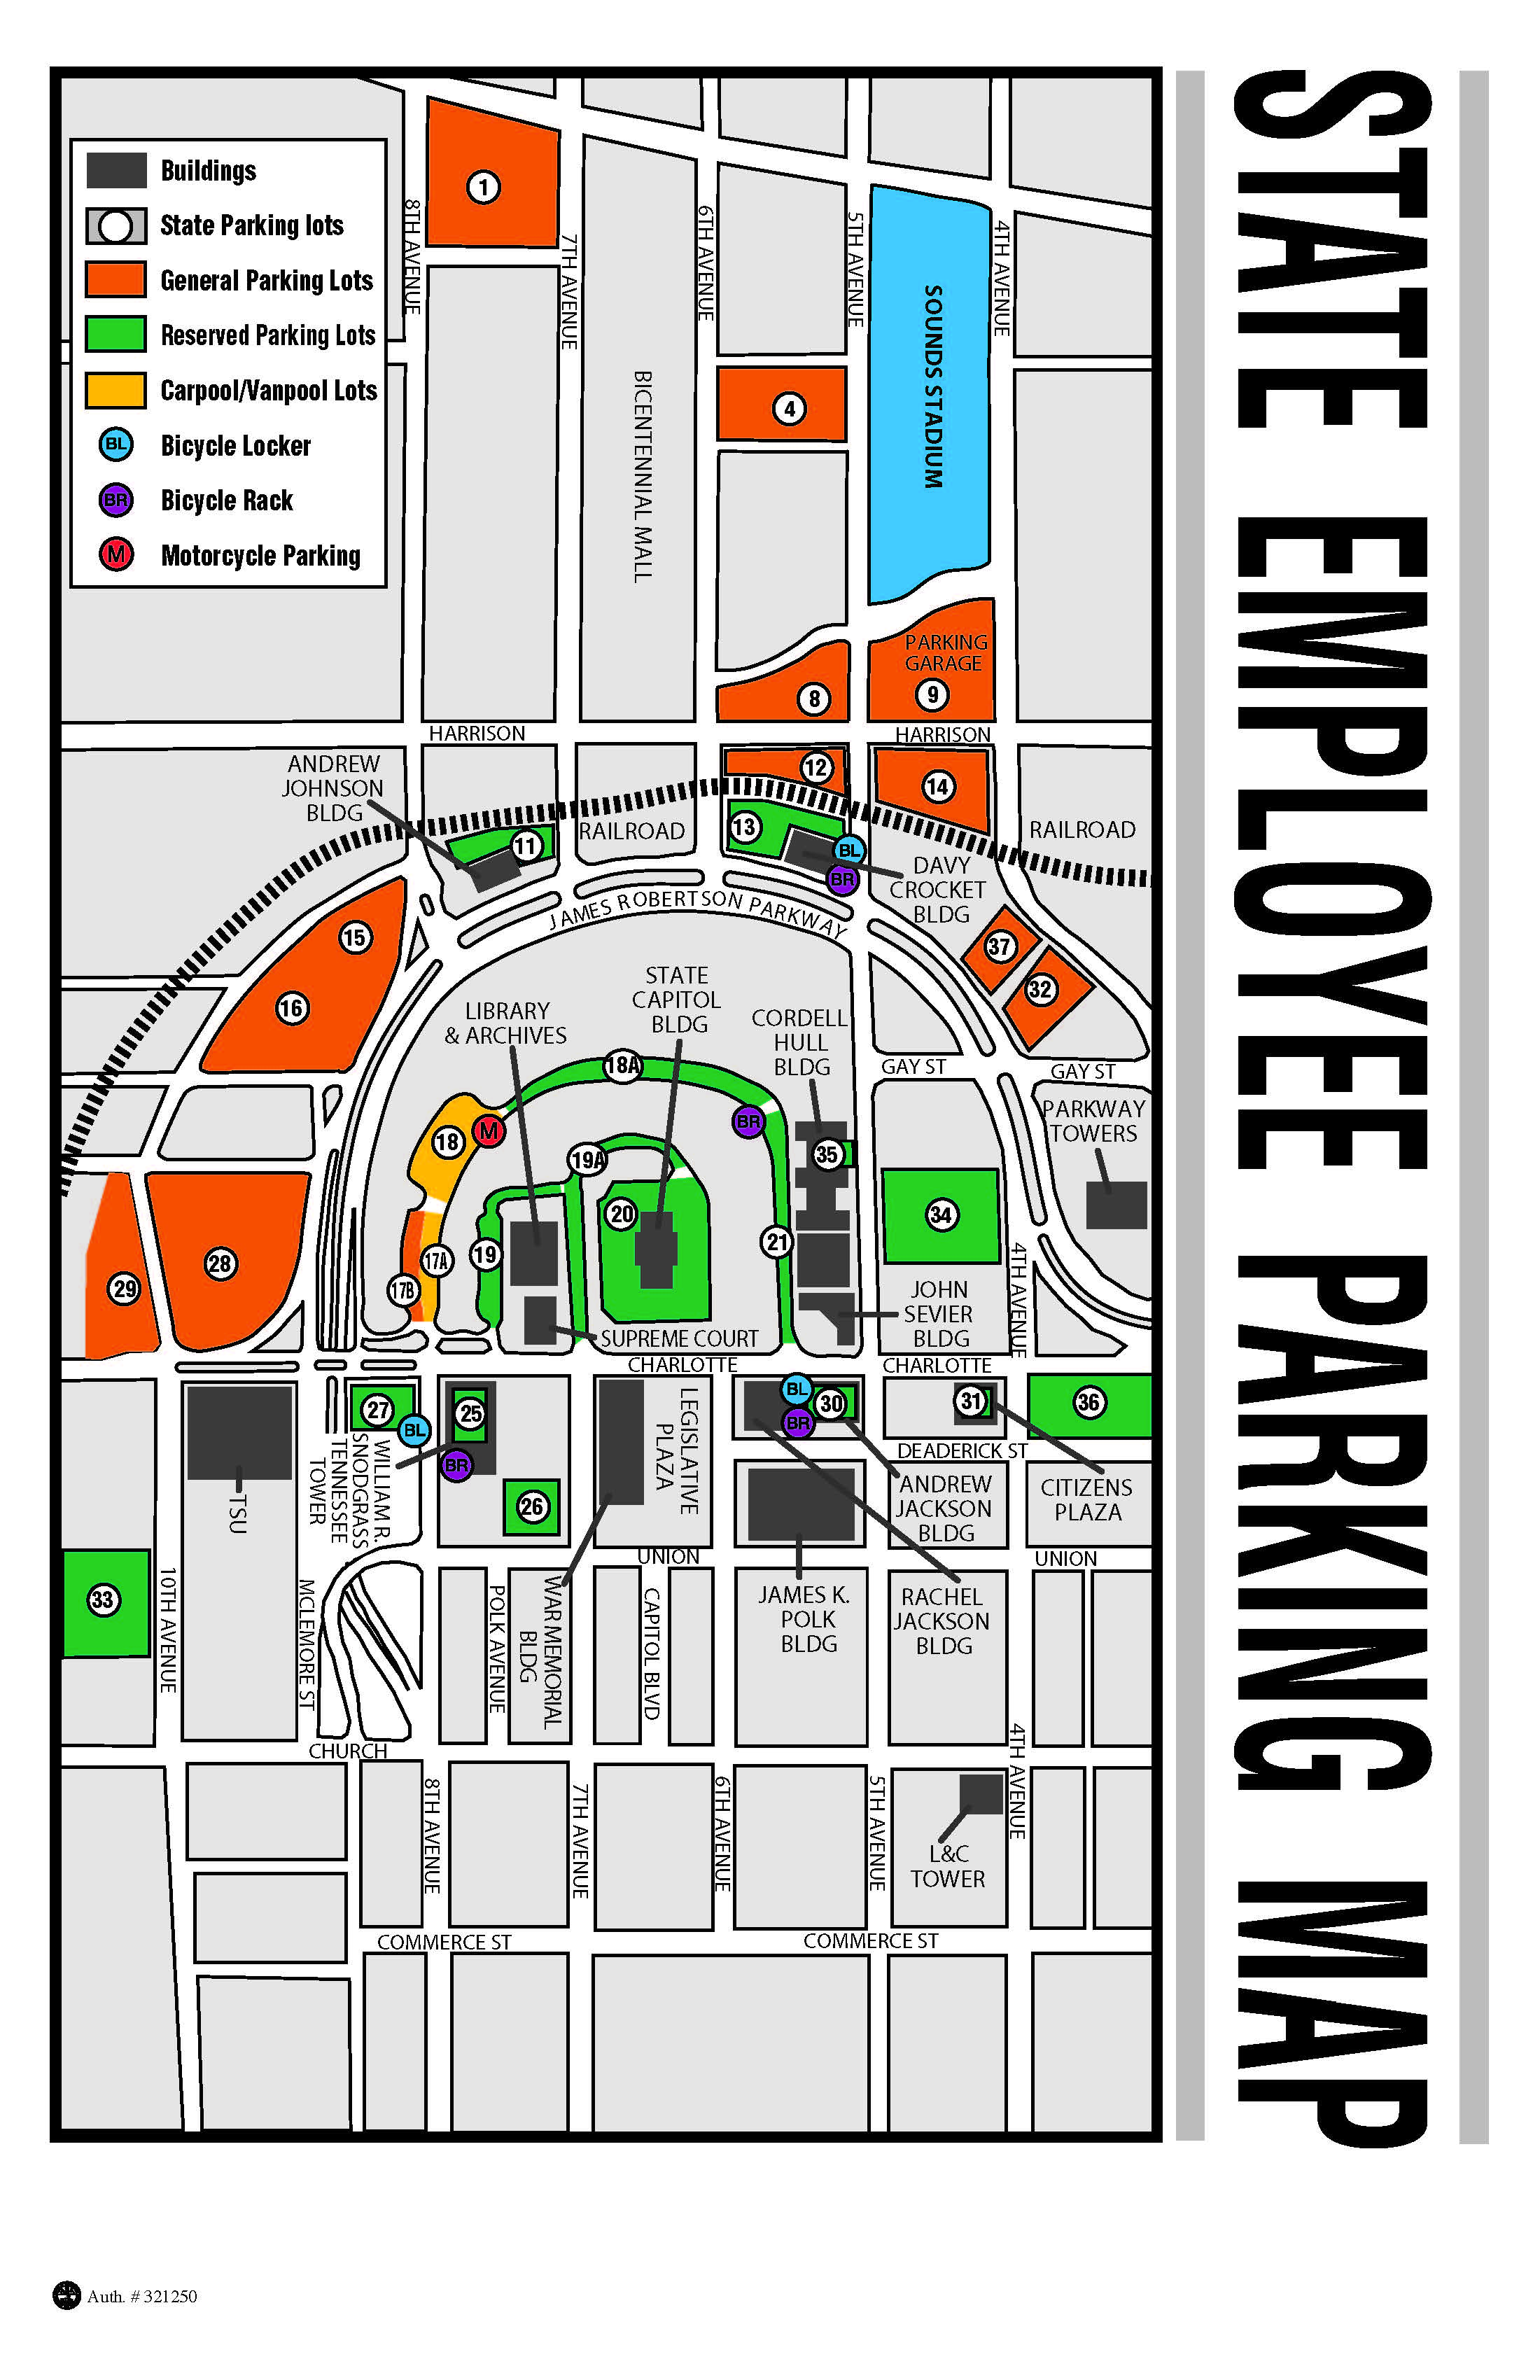 STATE EMPLOYEE PARKING MAP
Buildings
State Parking lots
General Parking Lots
Reserved Parking Lots
Carpool/Vanpool Lots
BL
Bicycle Locker
BR
Bicycle Rack
M
Motorcycle Parking
1
8TH AVENUE
7TH AVENUE
6TH AVENUE
5TH AVENUE
4TH AVENUE
SOUNDS STADIUM
BICENTENNIAL MALL
4
PARKING
GARAGE
8
9
HARRISON
HARRISON
ANDREW
JOHNSON
BLDG
12
14
11
RAILROAD
13
BL
BR
RAILROAD
DAVY
CROCKET
BLDG
JAMES ROBERTSON PARKWAY
15
16
37
32
LIBRARY
& ARCHIVES
STATE
CAPITOL
BLDG
CORDELL
HULL
BLDG
GAY ST
GAY ST
18A
PARKWAY
TOWERS
18
M
BR
19A
35
20
34
17A
19
21
17B
28
29
4TH AVENUE
JOHN
SEVIER
BLDG
SUPREME COURT
CHARLOTTE
CHARLOTTE
27
BL
25
BR
26
LEGISLATIVE
PLAZA
BL
BR
30
31
36
DEADERICK ST
TSU
WILLIAM R.
SNODGRASS
TENNESSEE
TOWER
ANDREW
JACKSON
BLDG
CITIZENS
PLAZA
UNION
UNION
33
10TH AVENUE
MCLEMORE ST
POLK AVENUE
WAR MEMORIAL
BLDG
CAPITOL BLVD
JAMES K.
POLK
BLDG
RACHEL
JACKSON
BLDG
CHURCH
8TH AVENUE
7TH AVENUE
6TH AVENUE
5TH AVENUE
4TH AVENUE
L&C
TOWER
COMMERCE ST
COMMERCE ST
Auth. # 321250